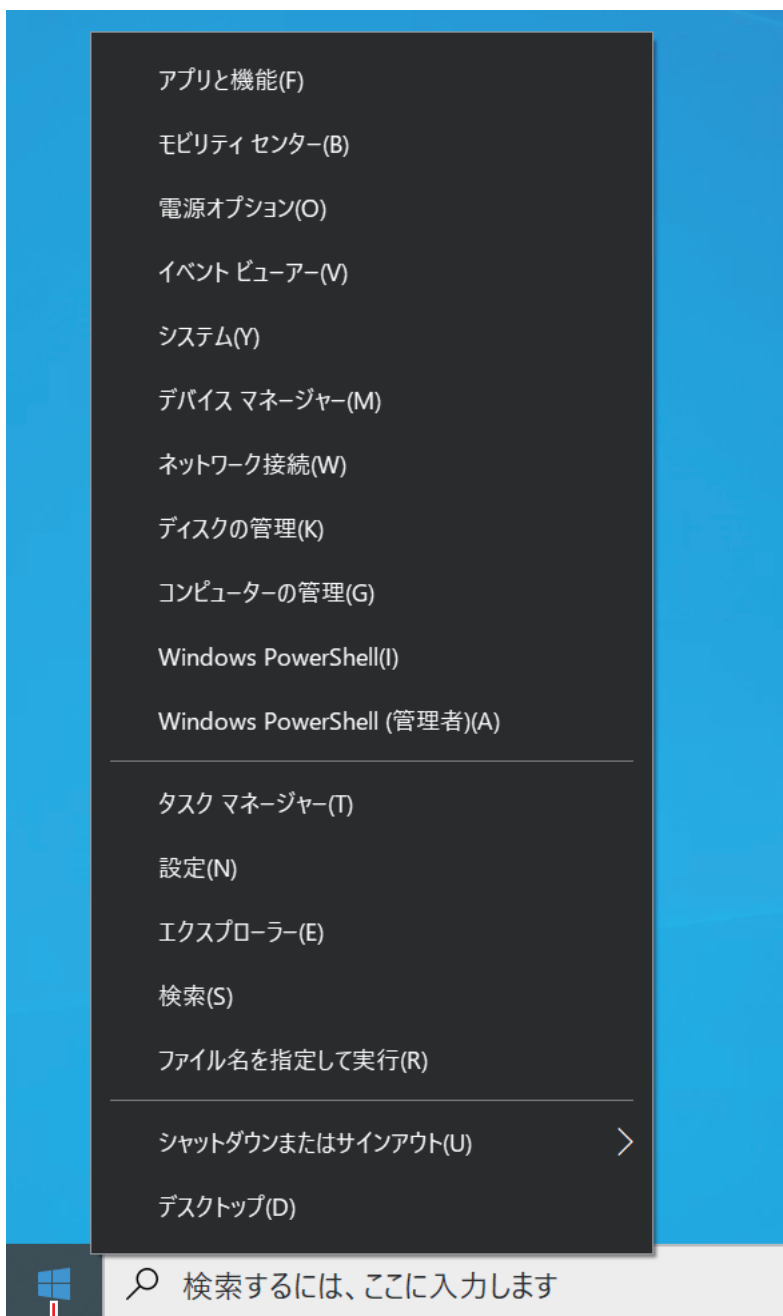 アプリと機能(F)
モビリティ センター(B)
電源オプション(O)
イベント ビューアー(V)
システム(Y)
デバイス マネージャー(M)
ネットワーク接続(W)
ディスクの管理(K)
コンピューターの管理(G)
Windows PowerShell(I)
Windows PowerShell (管理者)(A)
タスク マネージャー(T)
設定(N)
エクスプローラー(E)
検索(S)
ファイル名を指定して実行(R)
シャットダウンまたはサインアウト(U)
デスクトップ(D)
検索するには、ここに入力します